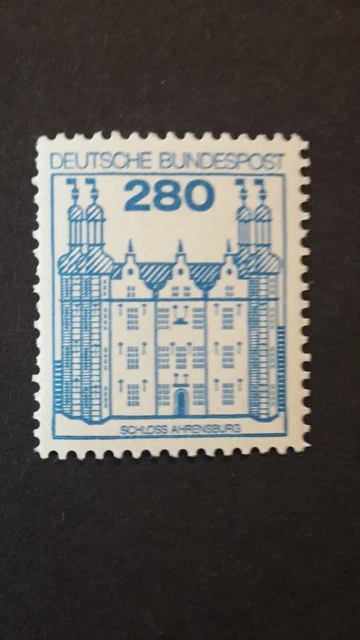 DEUTSCHE BUNDESPOST
280
SCHLOSS AHRENSBURG